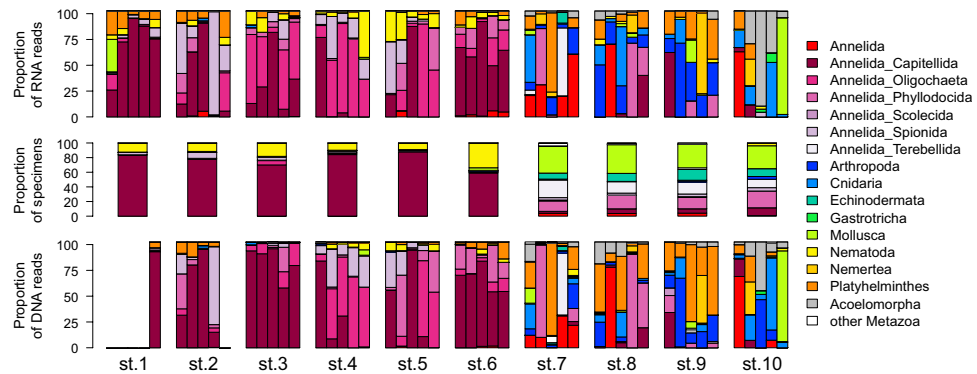 Proportion
of RNA reads
100
75
50
25
0
Proportion
of specimens
100
80
60
40
20
0
Proportion
of DNA reads
100
75
50
25
0
st.1 st.2 st.3 st.4 st.5 st.6 st.7 st.8 st.9 st.10
Annelida
Annelida_Capitellida
Annelida_Oligochaeta
Annelida_Phyllodocida
Annelida_Scolecida
Annelida_Spionida
Annelida_Terebellida
Arthropoda
Cnidaria
Echinodermata
Gastrotricha
Mollusca
Nematoda
Nemertea
Platyhelminthes
Acoelomorpha
other Metazoa